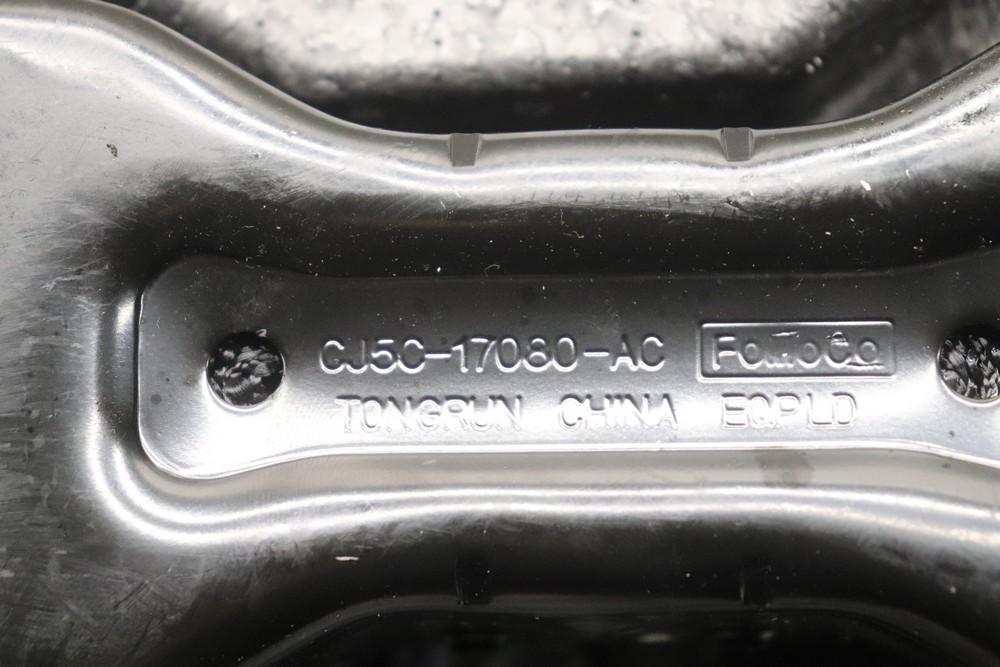 CJ5C-17080-AC FoMoCo
TONGRUN CHINA EQPLD